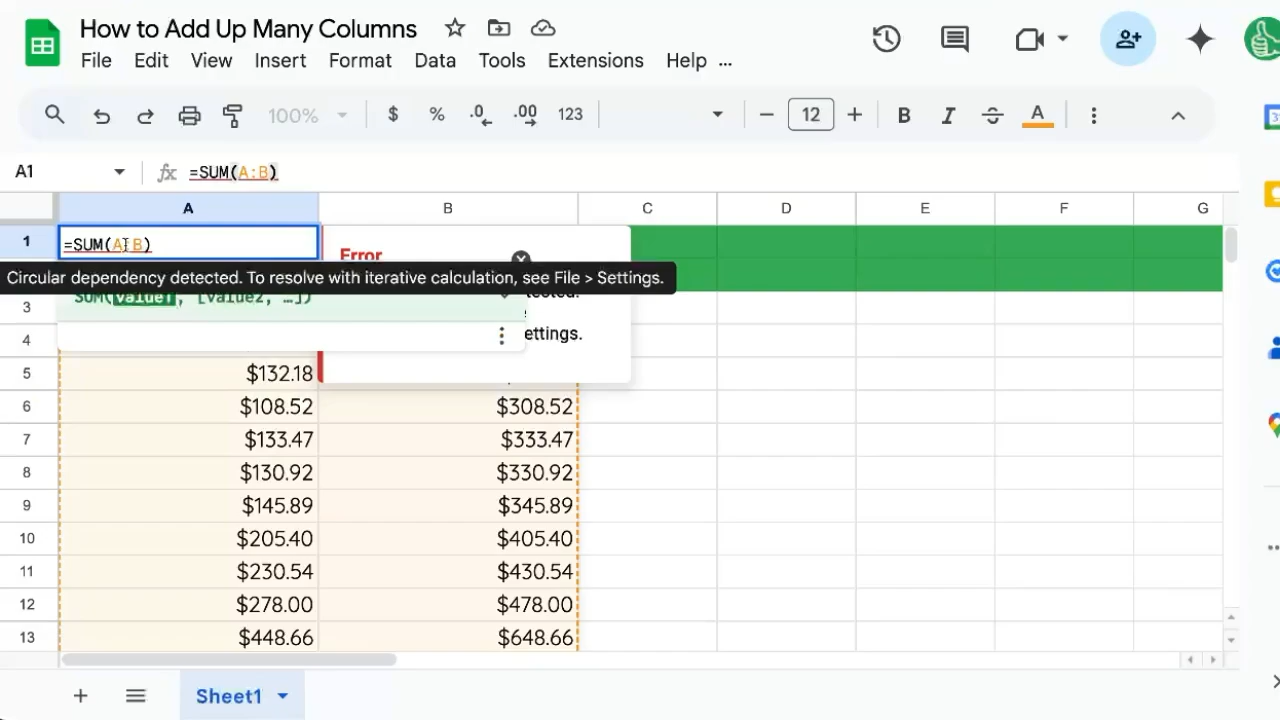 How to Add Up Many Columns
File Edit View Insert Format Data Tools Extensions Help ...
100% $ % .0 .00 123 12 B I S A
A1 fx =SUM(A:B)
A B C D E F G
1 =SUM(A:B)
Error
Circular dependency detected. To resolve with iterative calculation, see File > Settings.
SUM(value1, [value2, …])
3
4 ettings.
5 $132.18
6 $108.52 $308.52
7 $133.47 $333.47
8 $130.92 $330.92
9 $145.89 $345.89
10 $205.40 $405.40
11 $230.54 $430.54
12 $278.00 $478.00
13 $448.66 $648.66
Sheet1